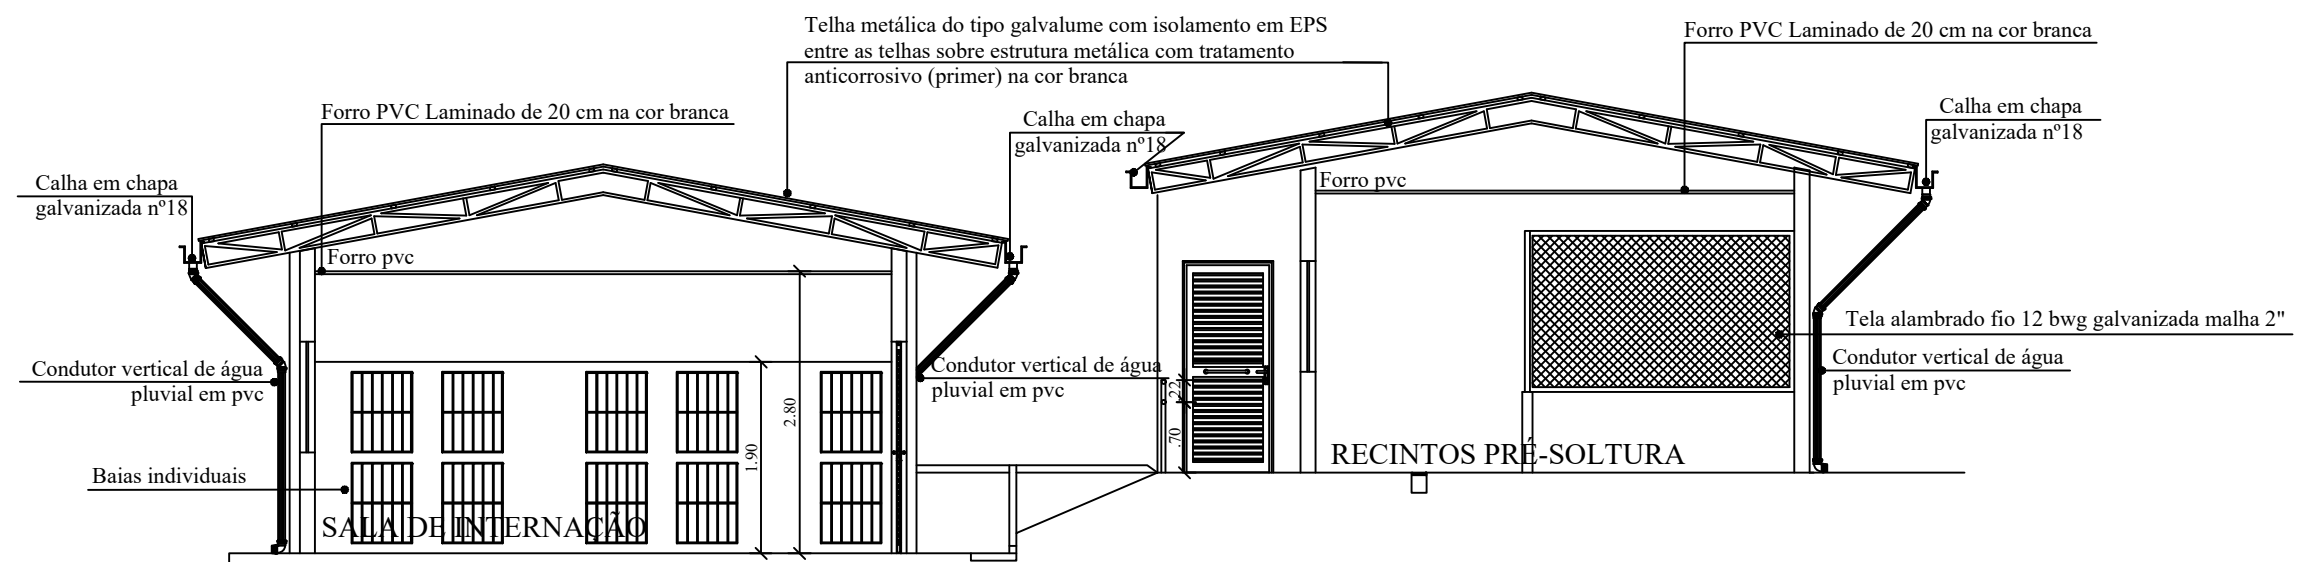 Telha metálica do tipo galvalume com isolamento em EPS
entre as telhas sobre estrutura metálica com tratamento
anticorrosivo (primer) na cor branca
Forro PVC Laminado de 20 cm na cor branca
Forro PVC Laminado de 20 cm na cor branca
Calha em chapa
galvanizada nº18
Calha em chapa
galvanizada nº18
Calha em chapa
galvanizada nº18
Forro pvc
Forro pvc
Condutor vertical de água
pluvial em pvc
Condutor vertical de água
pluvial em pvc
Tela alambrado fio 12 bwg galvanizada malha 2"
Condutor vertical de água
pluvial em pvc
2.80
1.90
.22
.70
Baias individuais
SALA DE INTERNAÇÃO
RECINTOS PRÉ-SOLTURA